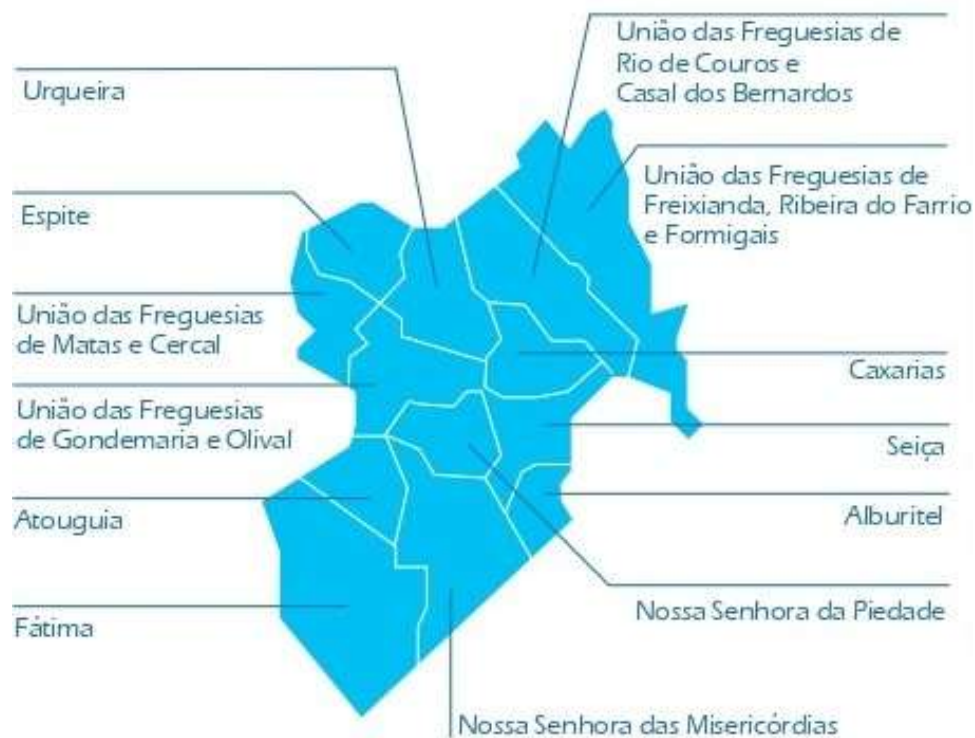 Urqueira
Espite
União das Freguesias
de Matas e Cercal
União das Freguesias
de Gondemaria e Olival
Atouguia
Fátima
União das Freguesias de
Rio de Couros e
Casal dos Bernardos
União das Freguesias de
Freixianda, Ribeira do Farrio
e Formigais
Caxarias
Seiça
Alburitel
Nossa Senhora da Piedade
Nossa Senhora das Misericórdias